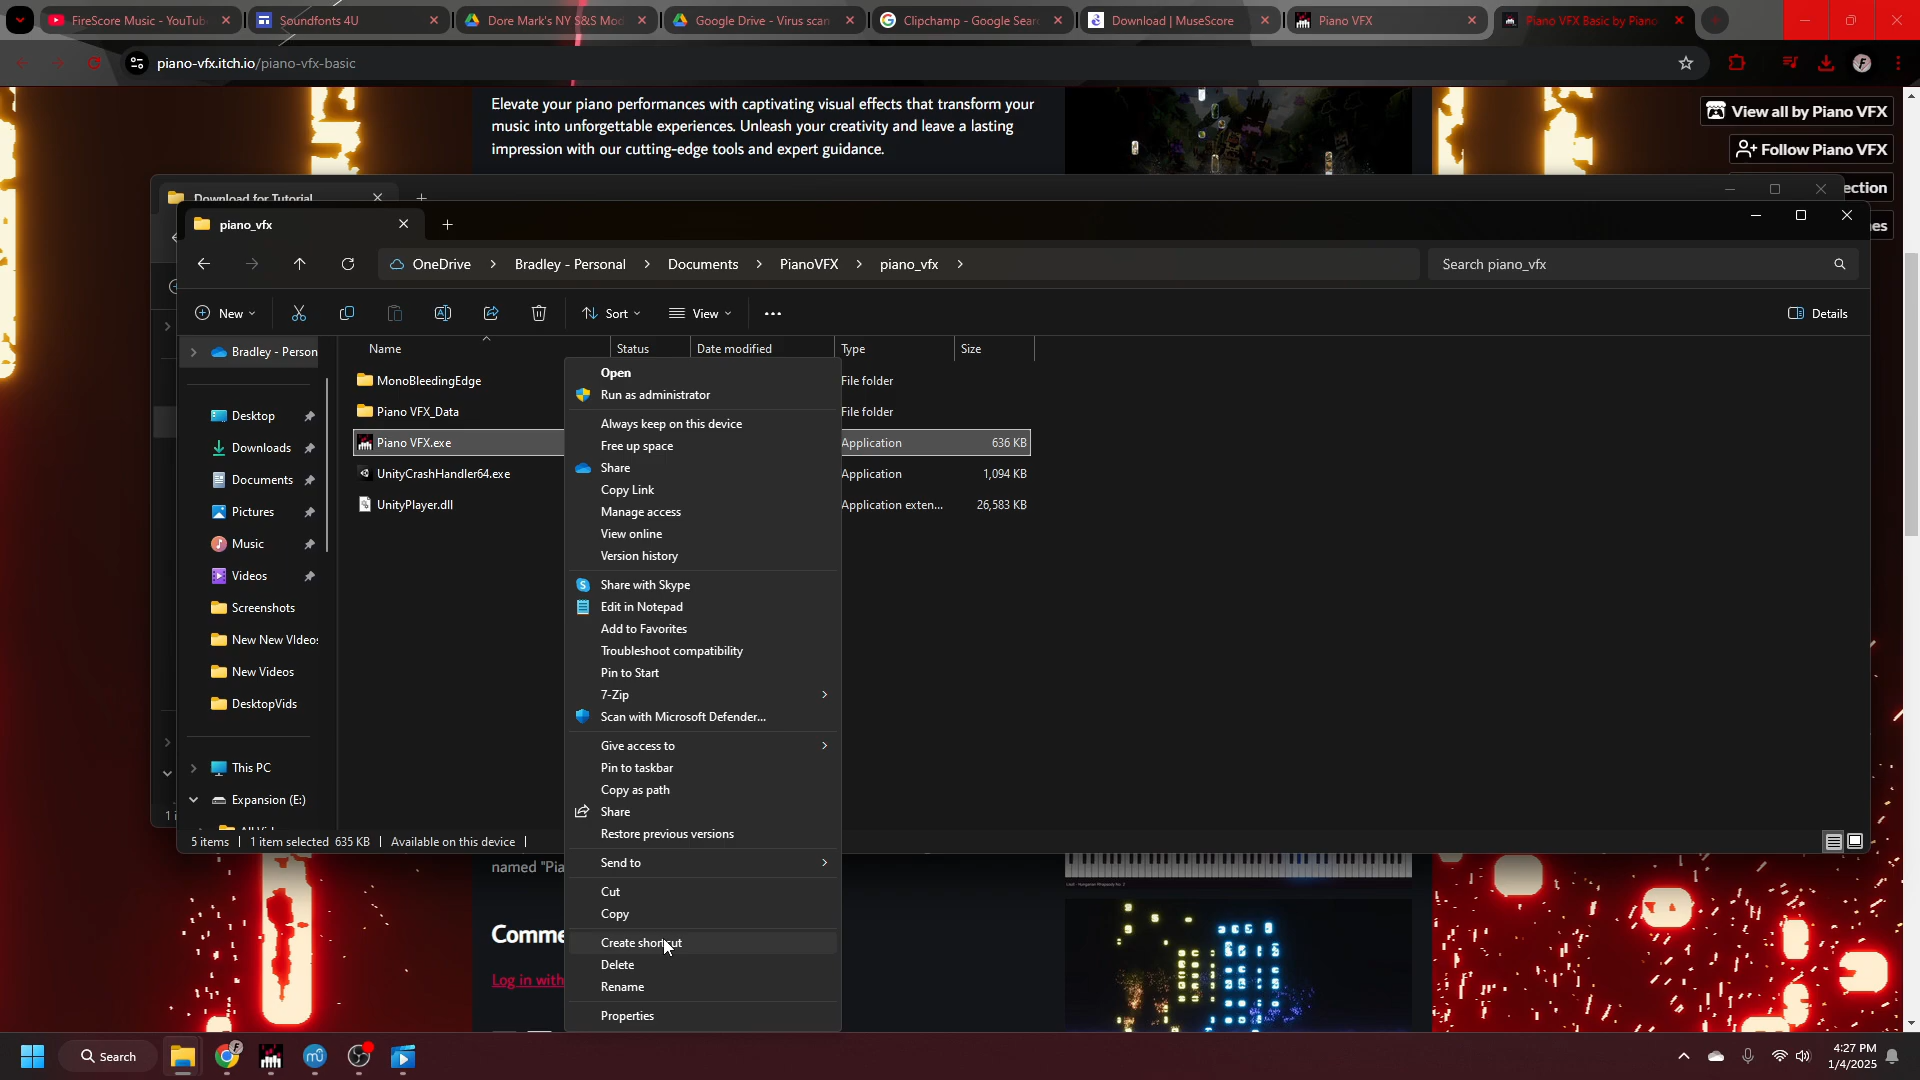 FireScore Music - YouTub
Soundfonts 4U
Dore Mark's NY S&S Mod
Google Drive - Virus scan
Clipchamp - Google Sear
Download | MuseScore
Piano VFX
Piano VFX Basic by Piano
piano-vfx.itch.io/piano-vfx-basic
Elevate your piano performances with captivating visual effects that transform your
music into unforgettable experiences. Unleash your creativity and leave a lasting
impression with our cutting-edge tools and expert guidance.
View all by Piano VFX
Follow Piano VFX
ection
es
Download for Tutorial
piano_vfx
OneDrive > Bradley - Personal > Documents > PianoVFX > piano_vfx >
Search piano_vfx
New
Sort
View
Details
Name
Status
Date modified
Type
Size
Bradley - Person
Desktop
Downloads
Documents
Pictures
Music
Videos
Screenshots
New New VIdeos
New Videos
DesktopVids
This PC
Expansion (E:)
MonoBleedingEdge
File folder
Piano VFX_Data
File folder
Piano VFX.exe
Application
636 KB
UnityCrashHandler64.exe
Application
1,094 KB
UnityPlayer.dll
Application exten...
26,583 KB
Open
Run as administrator
Always keep on this device
Free up space
Share
Copy Link
Manage access
View online
Version history
Share with Skype
Edit in Notepad
Add to Favorites
Troubleshoot compatibility
Pin to Start
7-Zip
Scan with Microsoft Defender...
Give access to
Pin to taskbar
Copy as path
Share
Restore previous versions
Send to
Cut
Copy
Create shortcut
Delete
Rename
Properties
5 items
1 item selected 635 KB
Available on this device
named "Pia
Comme
Log in with
Search
4:27 PM
1/4/2025